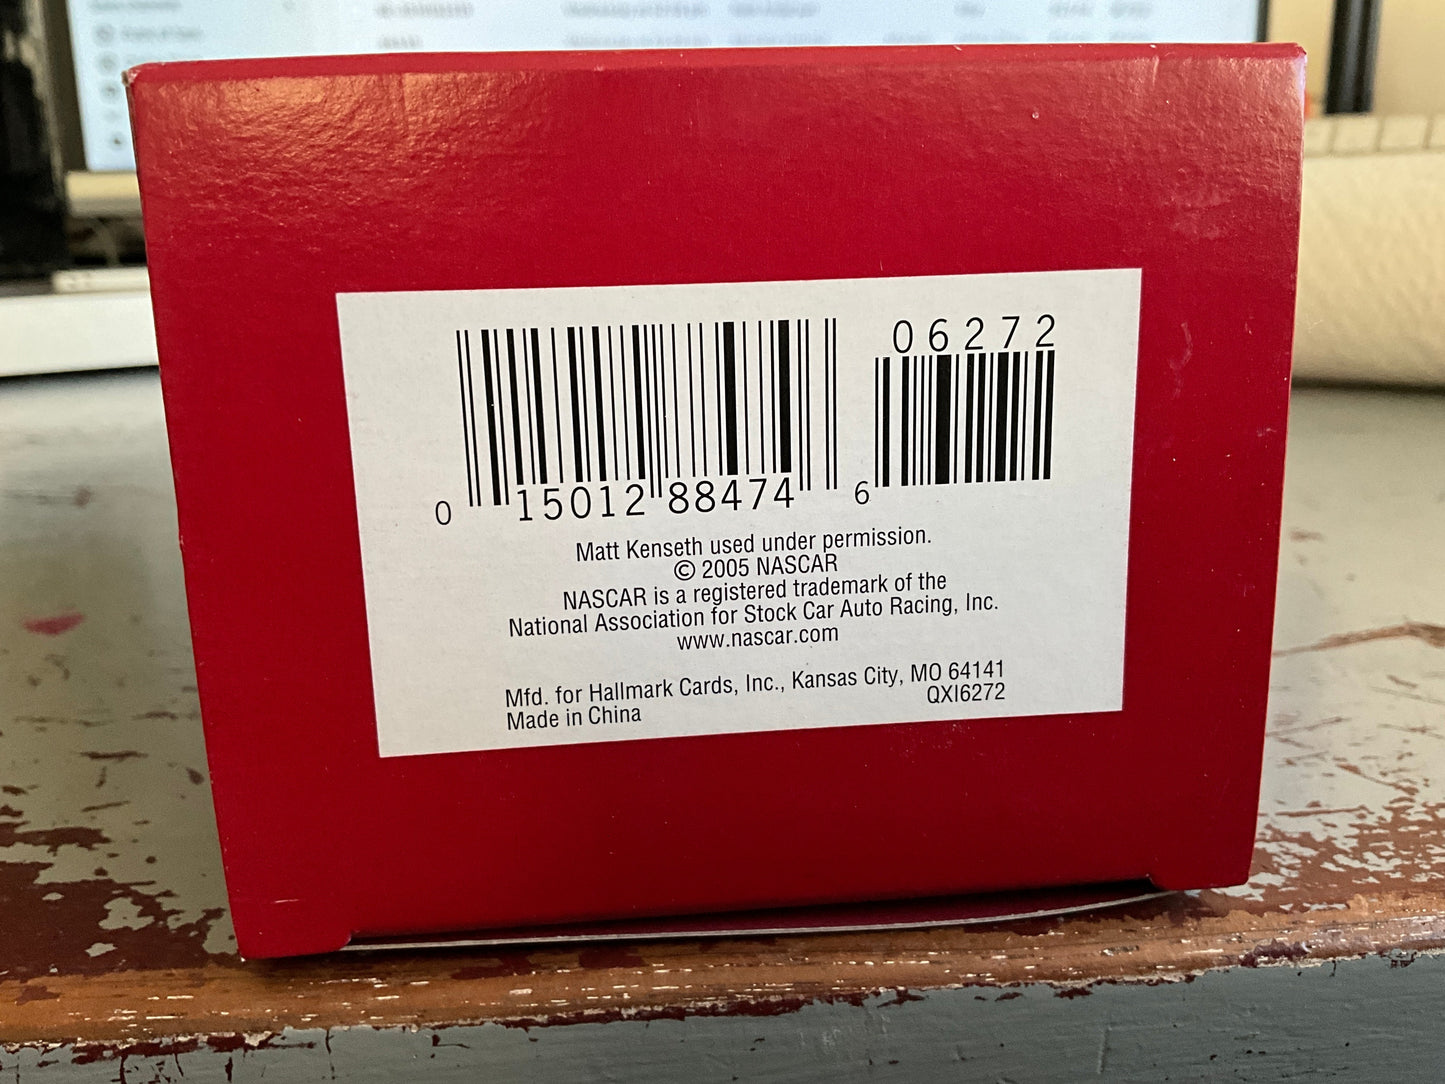 06272
0 15012 88474 6
Matt Kenseth used under permission.
© 2005 NASCAR
NASCAR is a registered trademark of the
National Association for Stock Car Auto Racing, Inc.
www.nascar.com
Mfd. for Hallmark Cards, Inc., Kansas City, MO 64141
QXI6272
Made in China